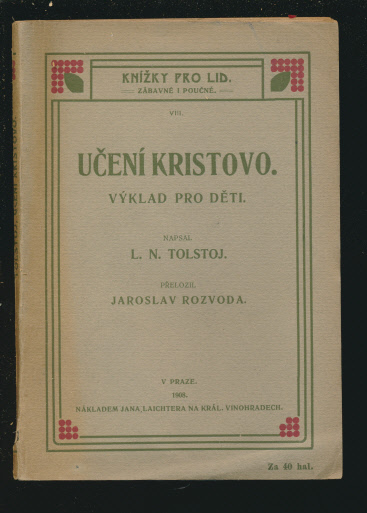 KNÍŽKY PRO LID.
ZÁBAVNÉ I POUČNÉ.
VIII.
UČENÍ KRISTOVO.
VÝKLAD PRO DĚTI.
NAPSAL
L. N. TOLSTOJ.
PŘELOŽIL
JAROSLAV ROZVODA.
V PRAZE.
1908.
NÁKLADEM JANA LAICHTERA NA KRÁL. VINOHRADECH.
Za 40 hal.